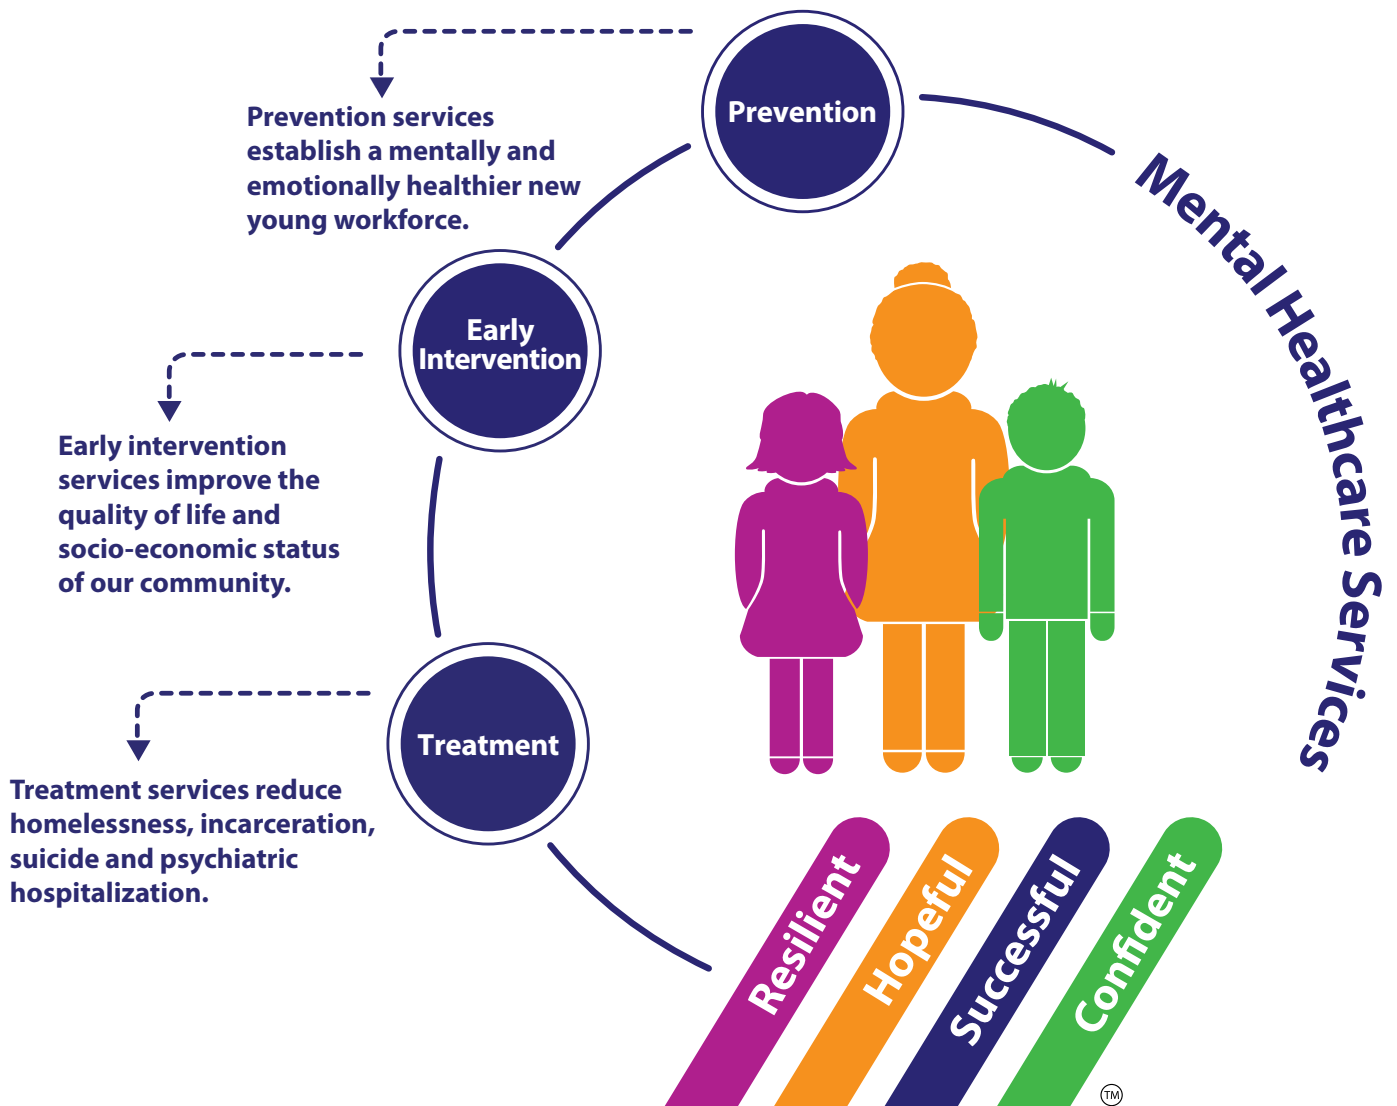 Prevention
Prevention services
establish a mentally and
emotionally healthier new
young workforce.
Mental Healthcare Services
Early
Intervention
Early intervention
services improve the
quality of life and
socio-economic status
of our community.
Treatment
Treatment services reduce
homelessness, incarceration,
suicide and psychiatric
hospitalization.
Resilient
Hopeful
Successful
Confident
TM